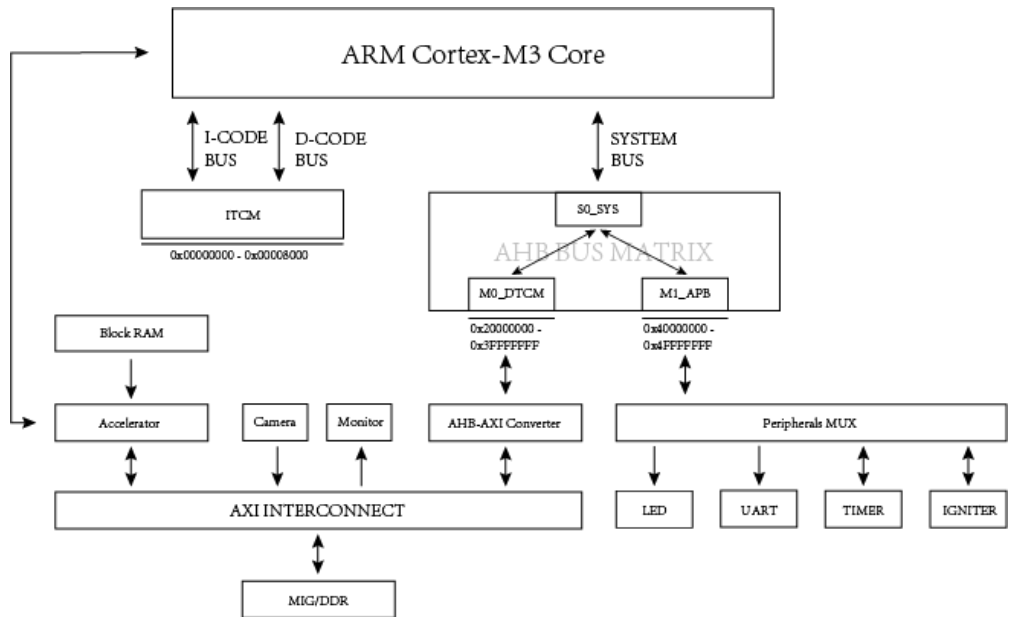 ARM Cortex-M3 Core
I-CODE
BUS
D-CODE
BUS
SYSTEM
BUS
ITCM
0x00000000 - 0x00008000
S0_SYS
AHB BUS MATRIX
M0_DTCM
M1_APB
0x20000000 -
0x3FFFFFFF
0x40000000 -
0x4FFFFFFF
Block RAM
Accelerator
Camera
Monitor
AHB-AXI Converter
Peripherals MUX
AXI INTERCONNECT
LED
UART
TIMER
IGNITER
MIG/DDR